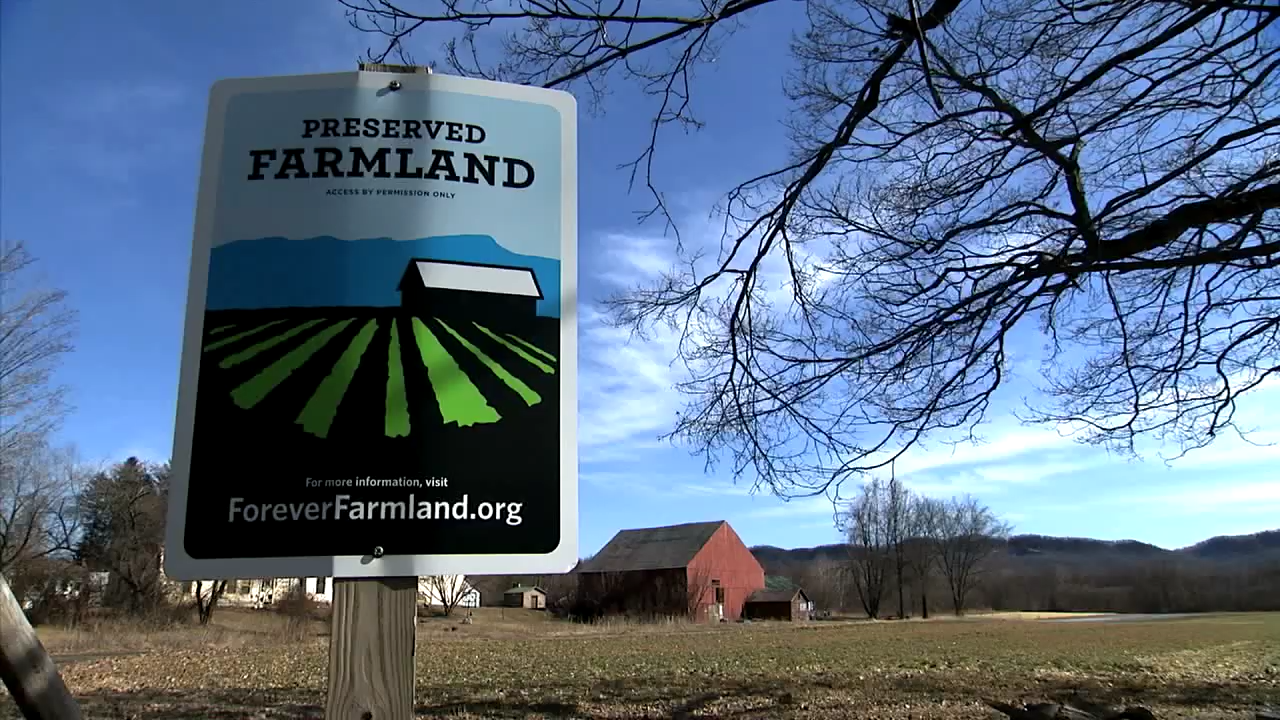 PRESERVED
FARMLAND
ACCESS BY PERMISSION ONLY
For more information, visit
ForeverFarmland.org